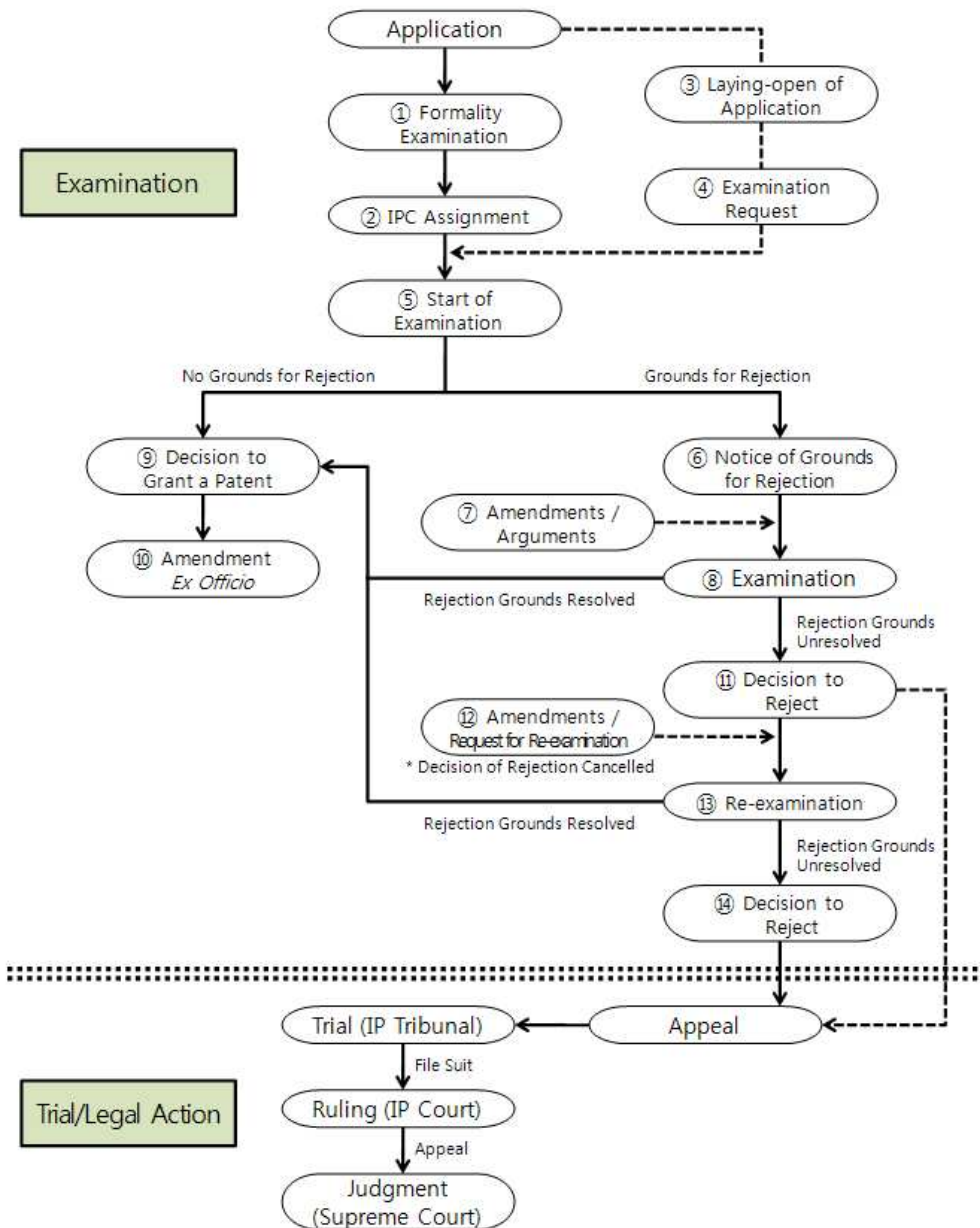 Application
③ Laying-open of
Application
① Formality
Examination
Examination
④ Examination
Request
② IPC Assignment
⑤ Start of
Examination
No Grounds for Rejection
Grounds for Rejection
⑨ Decision to
Grant a Patent
⑥ Notice of Grounds
for Rejection
⑦ Amendments /
Arguments
⑩ Amendment
Ex Officio
⑧ Examination
Rejection Grounds Resolved
Rejection Grounds
Unresolved
⑪ Decision to
Reject
⑫ Amendments /
Request for Re-examination
* Decision of Rejection Cancelled
⑬ Re-examination
Rejection Grounds Resolved
Rejection Grounds
Unresolved
⑭ Decision to
Reject
Trial (IP Tribunal)
Appeal
File Suit
Trial/Legal Action
Ruling (IP Court)
Appeal
Judgment
(Supreme Court)